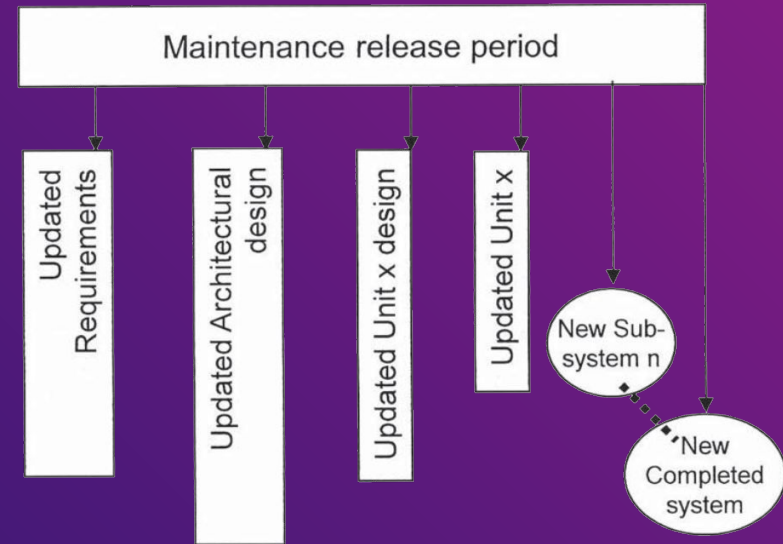 Maintenance release period
Updated
Requirements
Updated Architectural
design
Updated Unit x design
Updated Unit x
New Sub-
system n
New
Completed
system